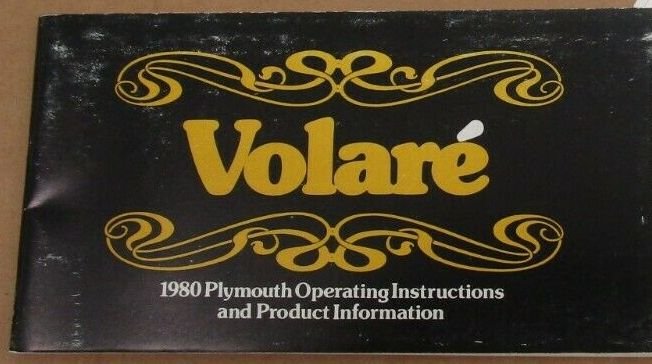 Volaré
1980 Plymouth Operating Instructions
and Product Information